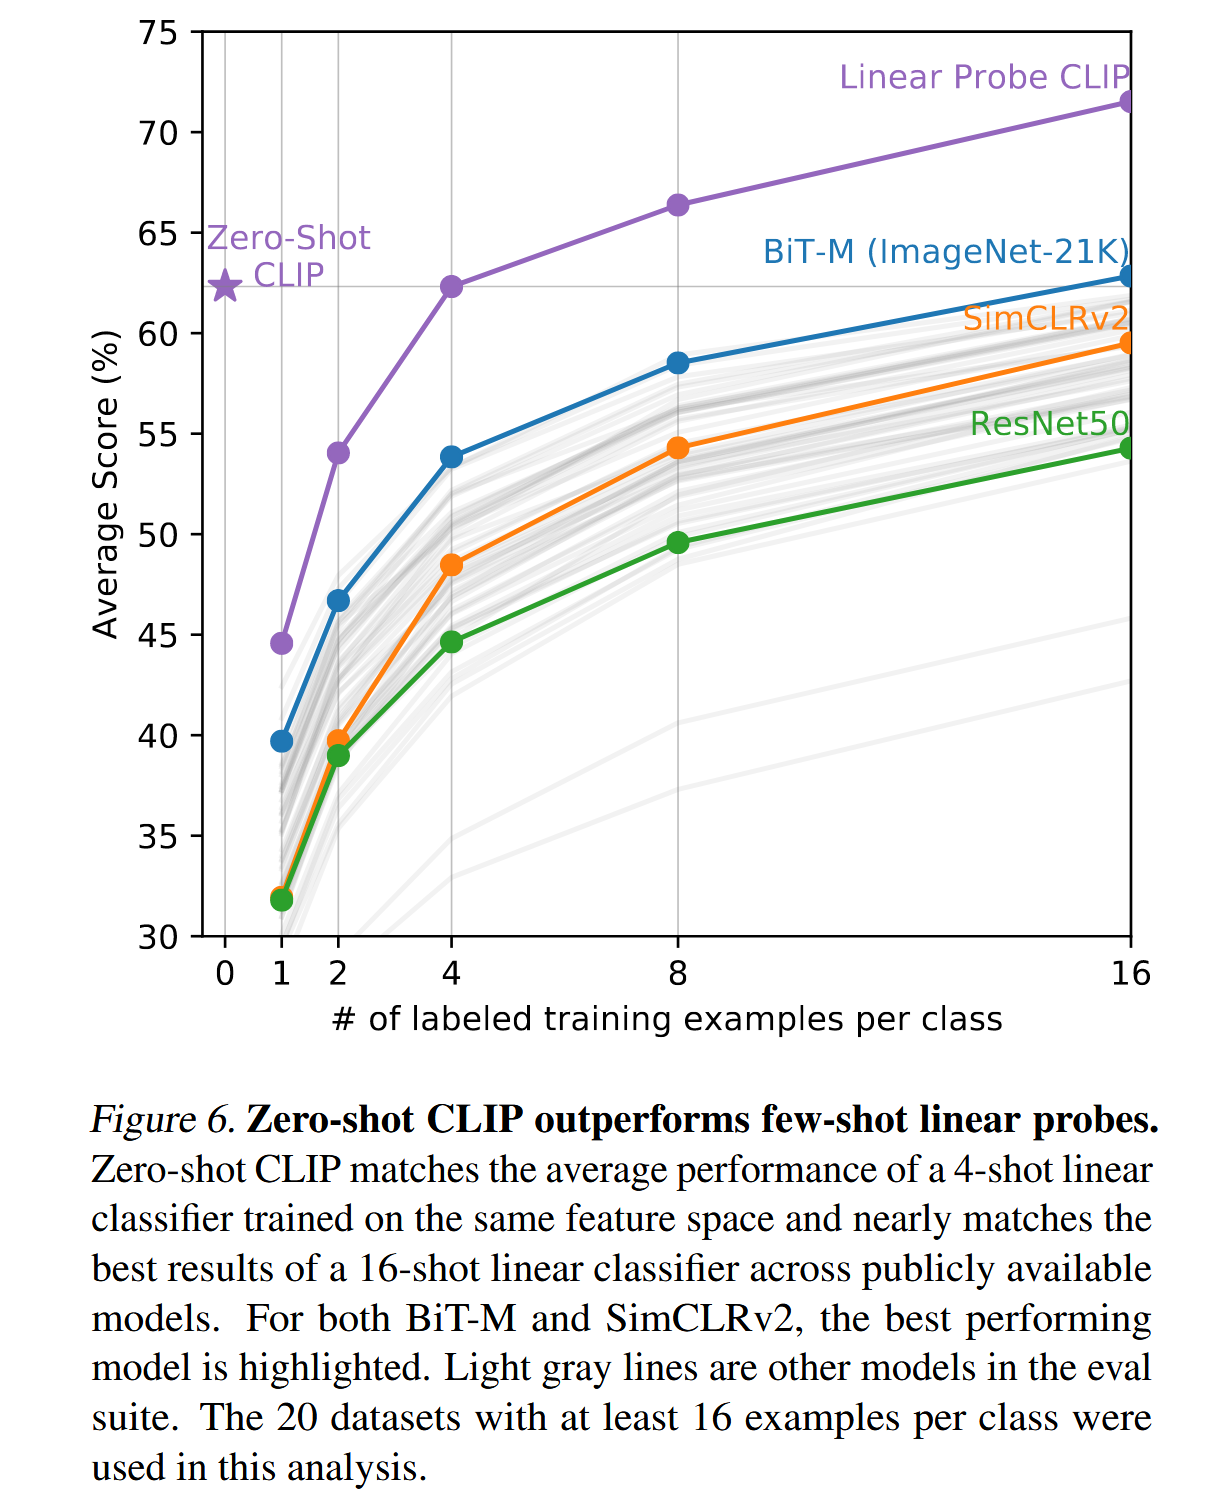 75
70
65
60
55
50
45
40
35
30
Average Score (%)
Linear Probe CLIP
Zero-Shot
CLIP
BiT-M (ImageNet-21K)
SimCLRv2
ResNet50
0 1 2 4 8 16
# of labeled training examples per class
Figure 6. Zero-shot CLIP outperforms few-shot linear probes.
Zero-shot CLIP matches the average performance of a 4-shot linear
classifier trained on the same feature space and nearly matches the
best results of a 16-shot linear classifier across publicly available
models. For both BiT-M and SimCLRv2, the best performing
model is highlighted. Light gray lines are other models in the eval
suite. The 20 datasets with at least 16 examples per class were
used in this analysis.